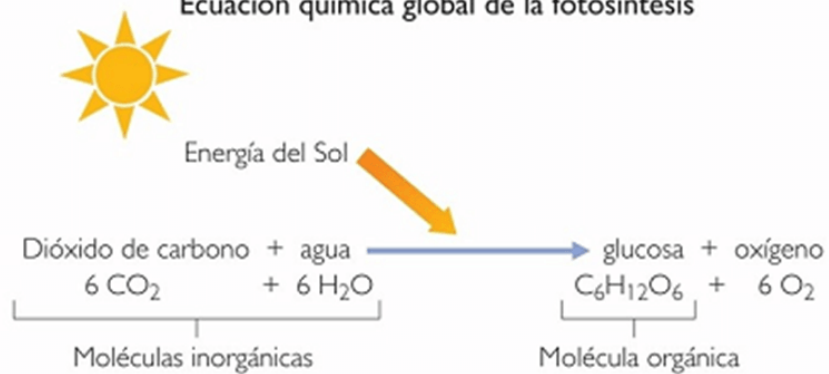 Ecuación química global de la fotosíntesis
Energía del Sol
Dióxido de carbono + agua glucosa + oxígeno
6 CO₂ + 6 H₂O C₆H₁₂O₆ + 6 O₂
Moléculas inorgánicas Molécula orgánica